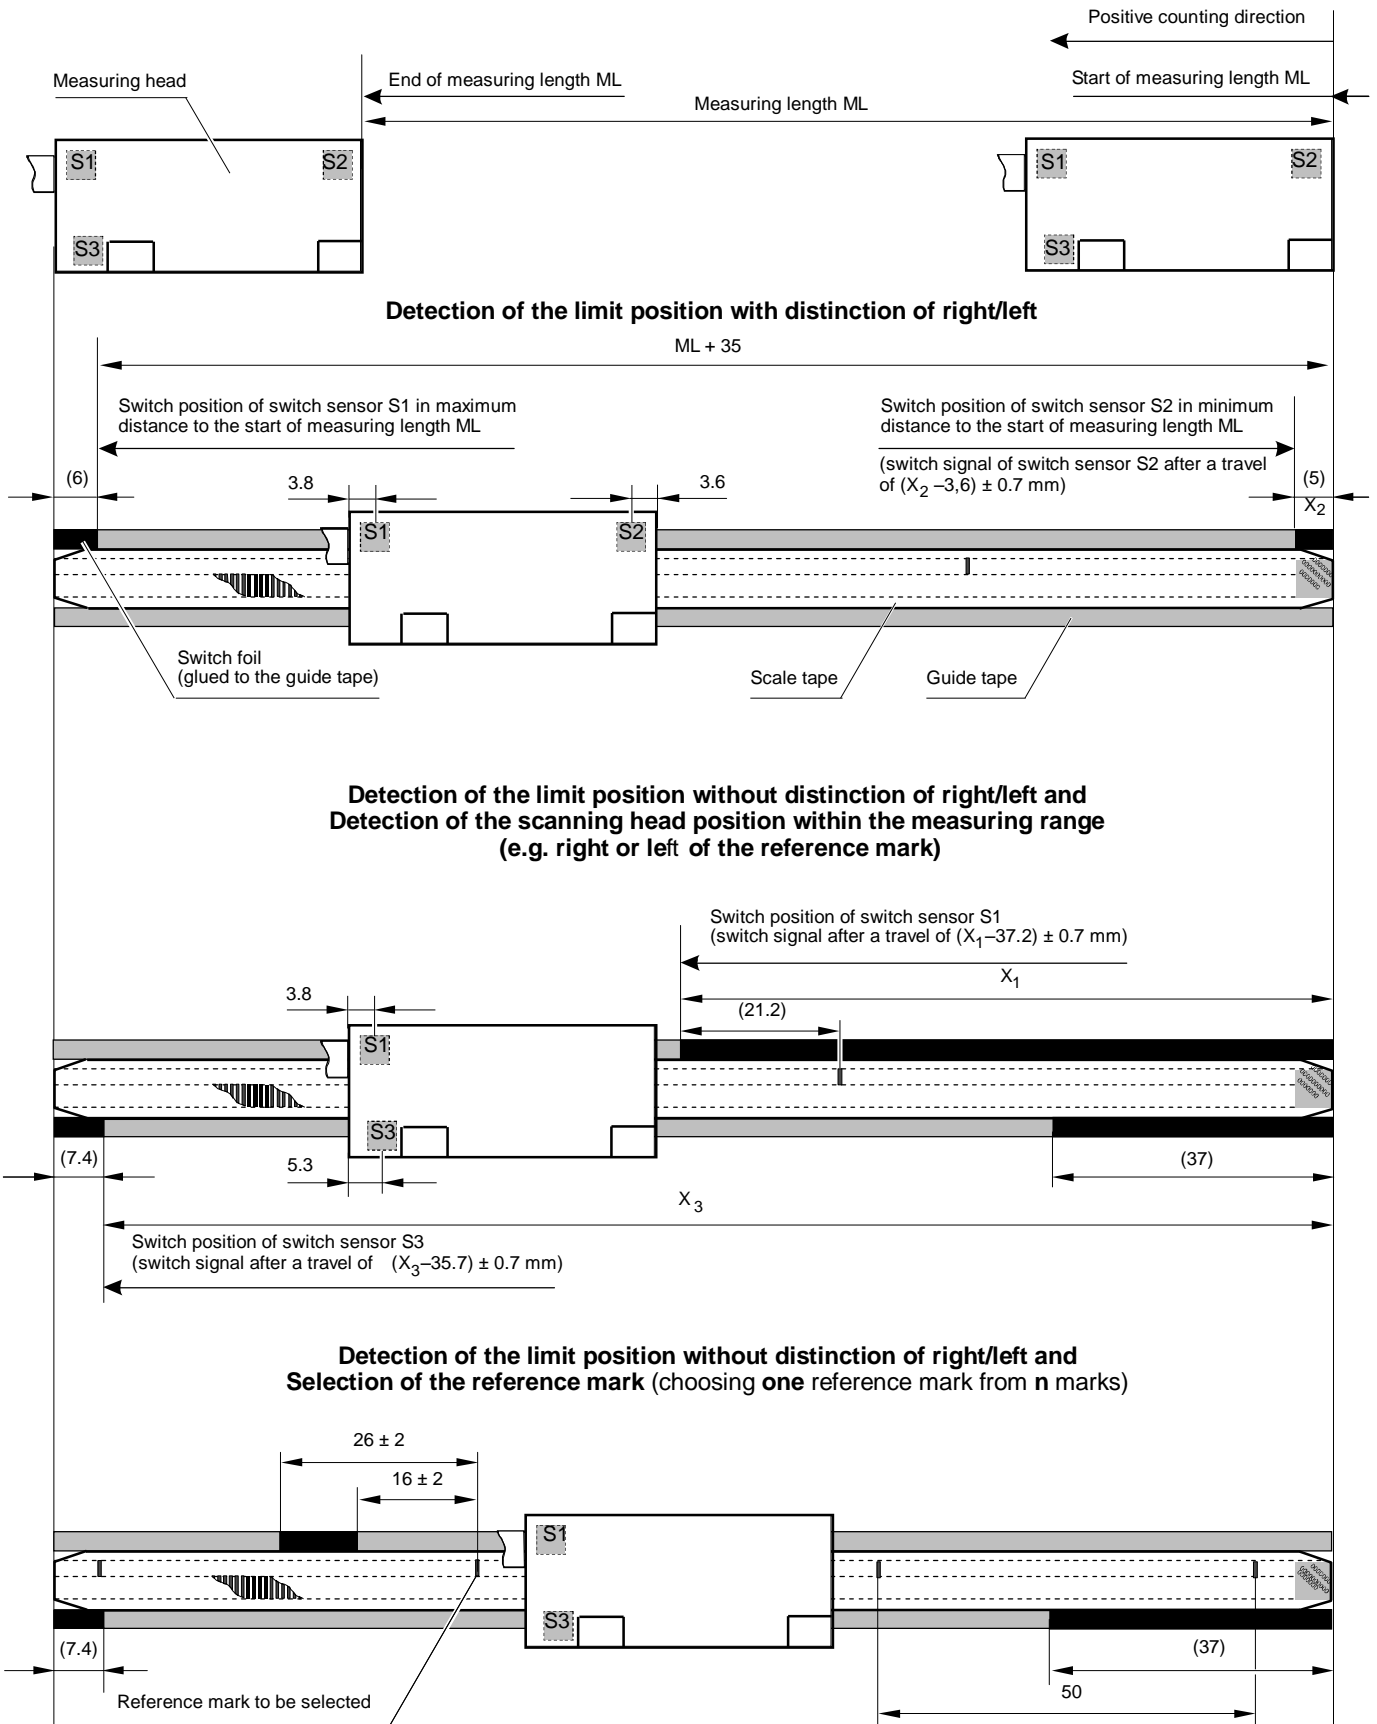 Positive counting direction
Measuring head
End of measuring length ML
Start of measuring length ML
Measuring length ML
S1
S2
S1
S2
S3
S3
Detection of the limit position with distinction of right/left
ML + 35
Switch position of switch sensor S1 in maximum
distance to the start of measuring length ML
Switch position of switch sensor S2 in minimum
distance to the start of measuring length ML
(switch signal of switch sensor S2 after a travel
of (X2 –3,6) ± 0.7 mm)
(6)
3.8
3.6
(5)
X2
S1
S2
Switch foil
(glued to the guide tape)
Scale tape
Guide tape
Detection of the limit position without distinction of right/left and
Detection of the scanning head position within the measuring range
(e.g. right or left of the reference mark)
Switch position of switch sensor S1
(switch signal after a travel of (X1–37.2) ± 0.7 mm)
X1
3.8
(21.2)
S1
S3
(7.4)
5.3
(37)
X3
Switch position of switch sensor S3
(switch signal after a travel of (X3–35.7) ± 0.7 mm)
Detection of the limit position without distinction of right/left and
Selection of the reference mark (choosing one reference mark from n marks)
26 ± 2
16 ± 2
S1
S3
(7.4)
(37)
Reference mark to be selected
50